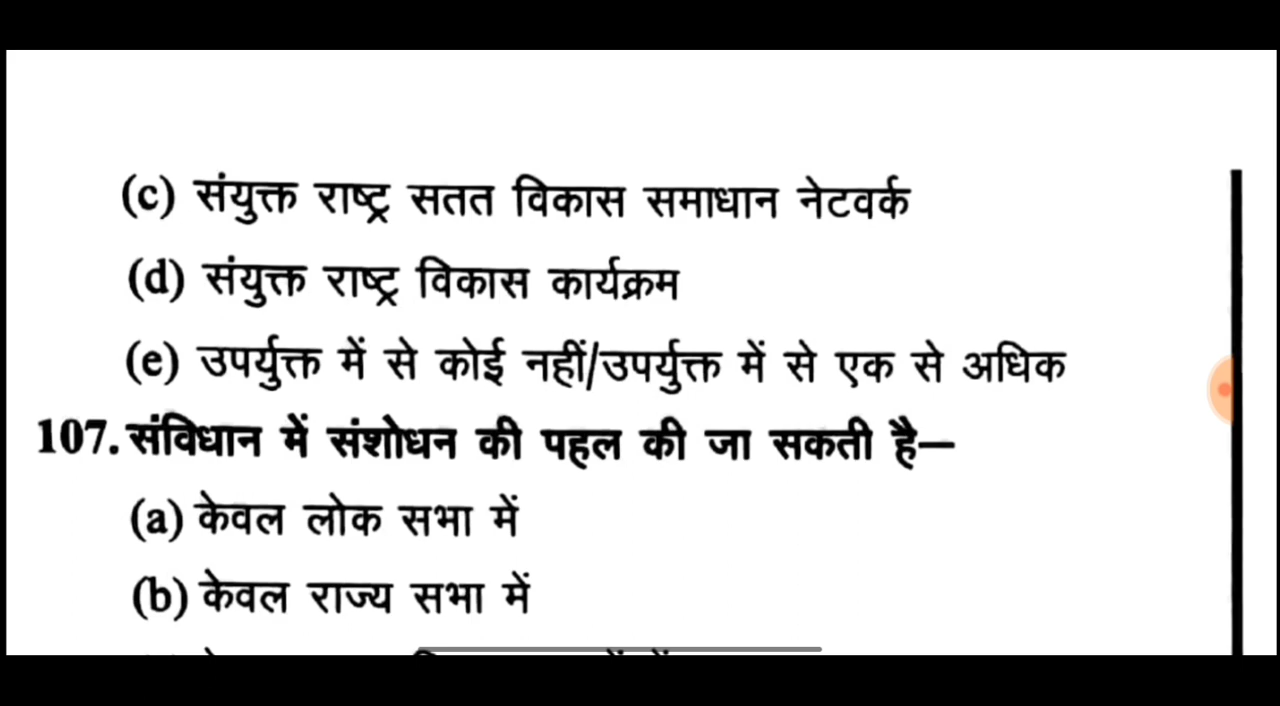 (c) संयुक्त राष्ट्र सतत विकास समाधान नेटवर्क
(d) संयुक्त राष्ट्र विकास कार्यक्रम
(e) उपर्युक्त में से कोई नहीं/उपर्युक्त में से एक से अधिक
107. संविधान में संशोधन की पहल की जा सकती है—
(a) केवल लोक सभा में
(b) केवल राज्य सभा में